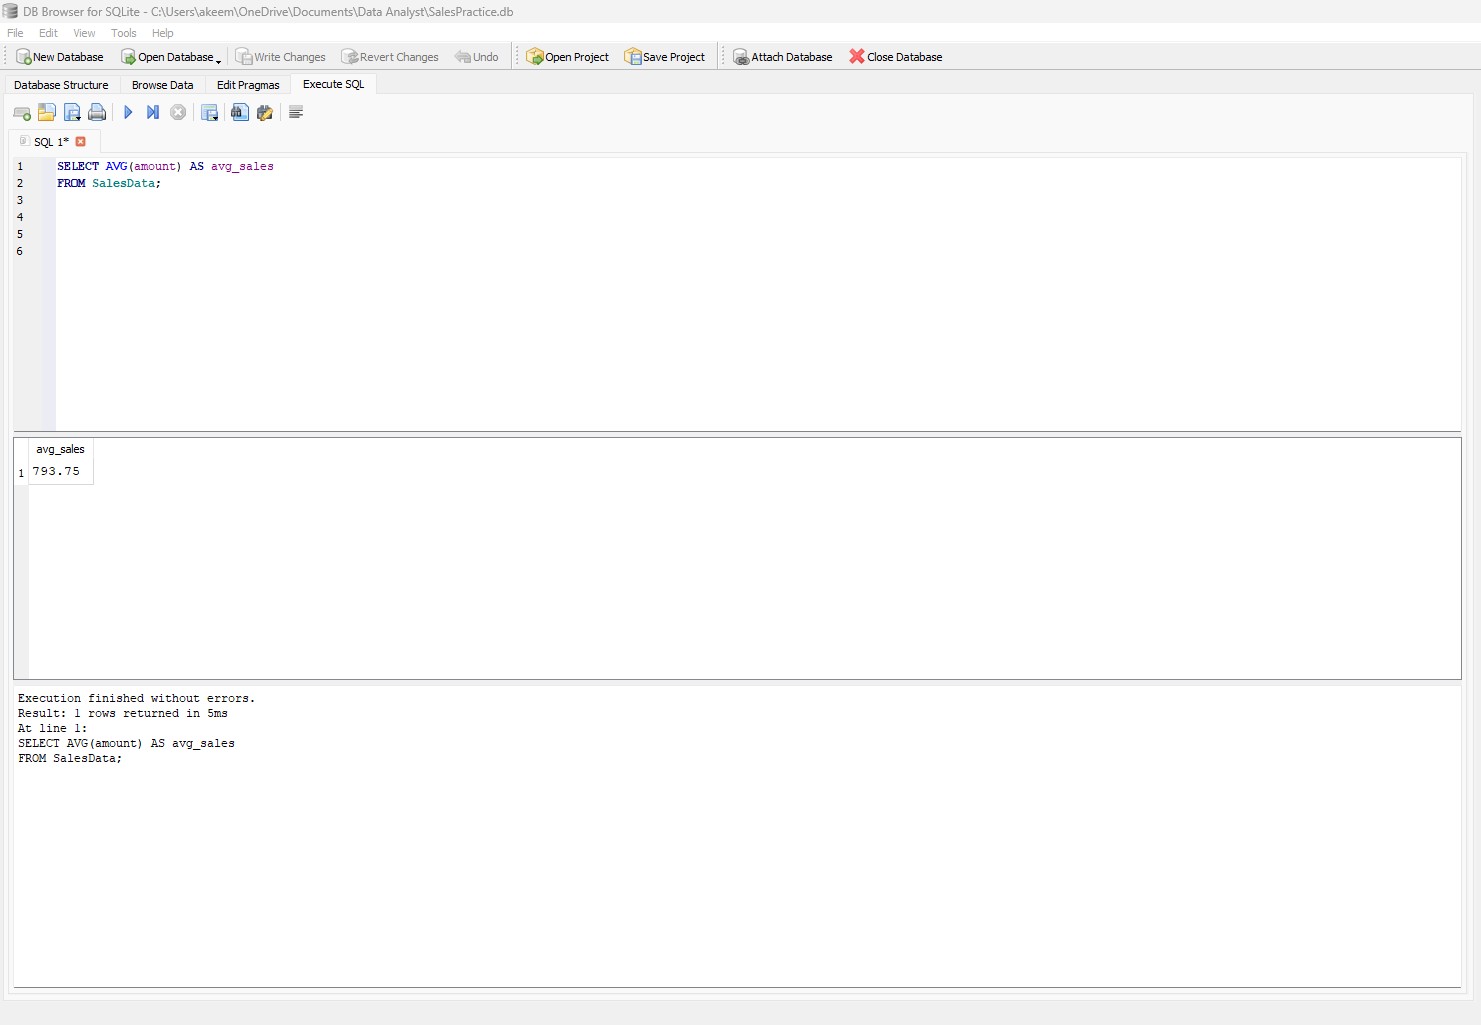 DB Browser for SQLite - C:\Users\akeem\OneDrive\Documents\Data Analyst\SalesPractice.db
File Edit View Tools Help
New Database Open Database Write Changes Revert Changes Undo Open Project Save Project Attach Database Close Database
Database Structure Browse Data Edit Pragmas Execute SQL
SQL 1*
1 SELECT AVG(amount) AS avg_sales
2 FROM SalesData;
3
4
5
6
avg_sales
1 793.75
Execution finished without errors.
Result: 1 rows returned in 5ms
At line 1:
SELECT AVG(amount) AS avg_sales
FROM SalesData;